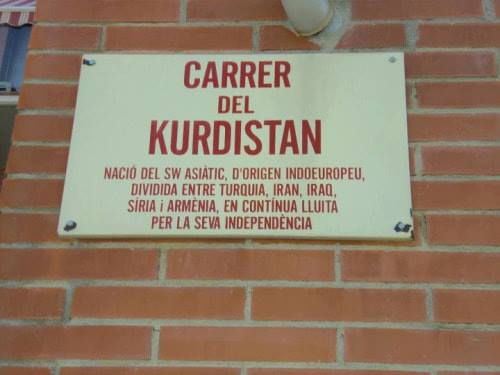 CARRER
DEL
KURDISTAN
NACIÓ DEL SW ASIÀTIC, D'ORIGEN INDOEUROPEU,
DIVIDIDA ENTRE TURQUIA, IRAN, IRAQ,
SÍRIA i ARMÈNIA, EN CONTÍNUA LLUITA
PER LA SEVA INDEPENDÈNCIA